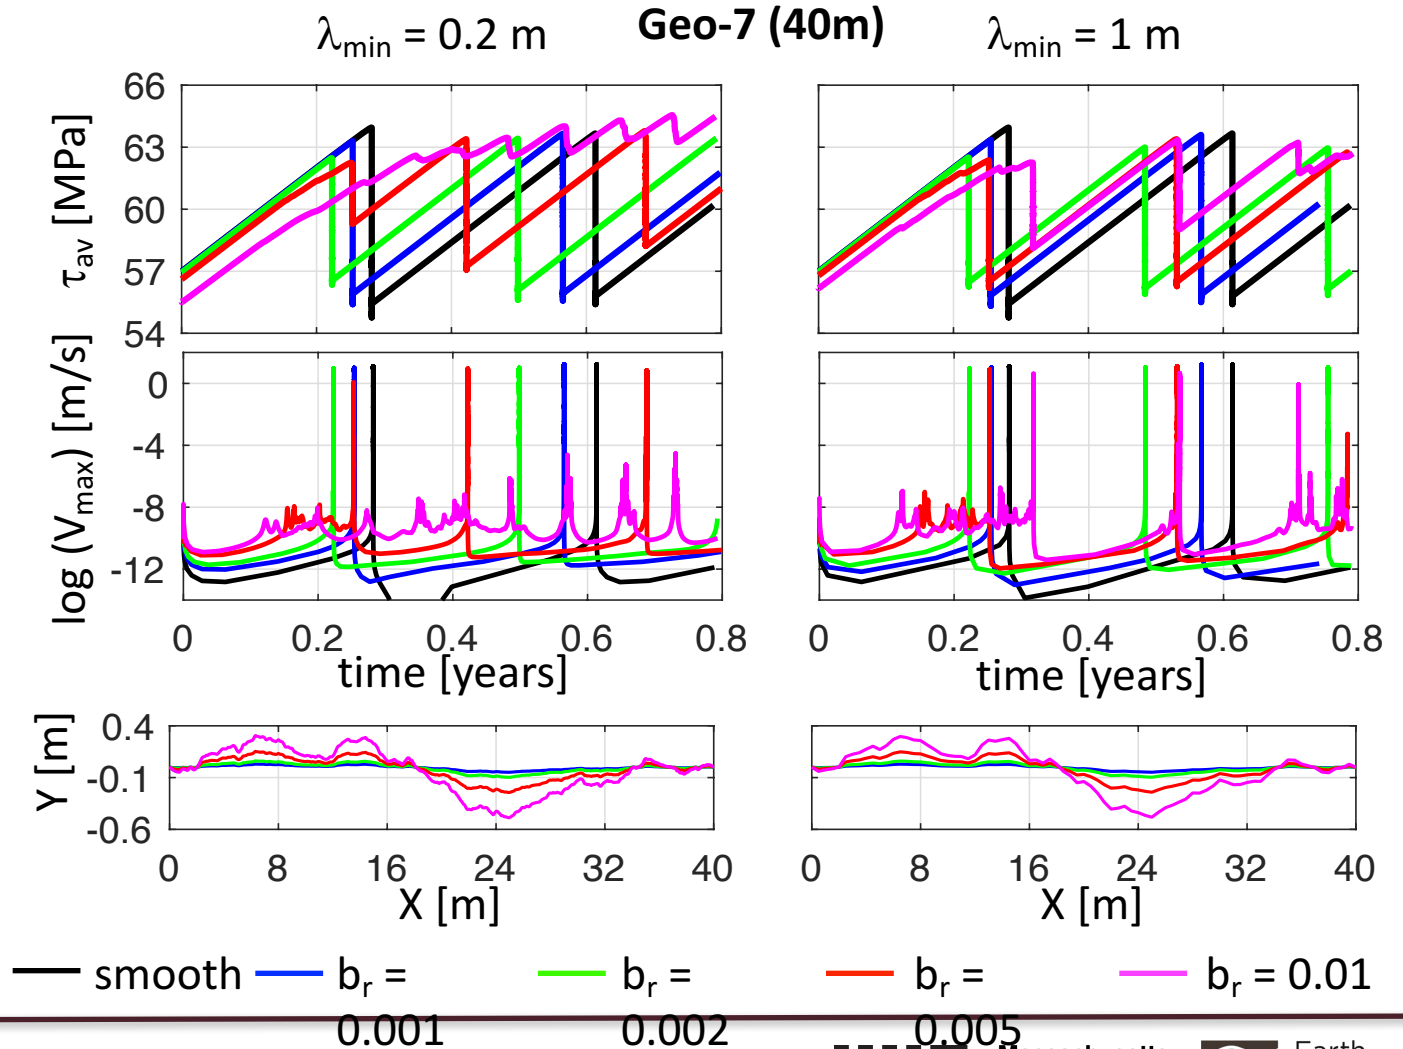 Geo-7 (40m)
λmin = 0.2 m
λmin = 1 m
66
63
60
57
54
τav [MPa]
0
-4
-8
-12
log (Vmax) [m/s]
0 0.2 0.4 0.6 0.8
0 0.2 0.4 0.6 0.8
time [years]
time [years]
0.4
-0.1
-0.6
Y [m]
0 8 16 24 32 40
0 8 16 24 32 40
X [m]
X [m]
smooth
br =
0.001
br =
0.002
br =
0.005
br = 0.01
Earth